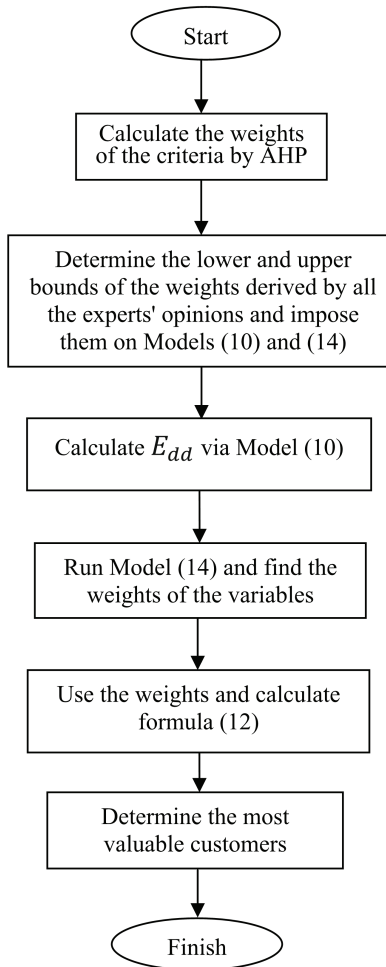 Start
Calculate the weights
of the criteria by AHP
Determine the lower and upper
bounds of the weights derived by all
the experts' opinions and impose
them on Models (10) and (14)
Calculate E_{dd} via Model (10)
Run Model (14) and find the
weights of the variables
Use the weights and calculate
formula (12)
Determine the most
valuable customers
Finish